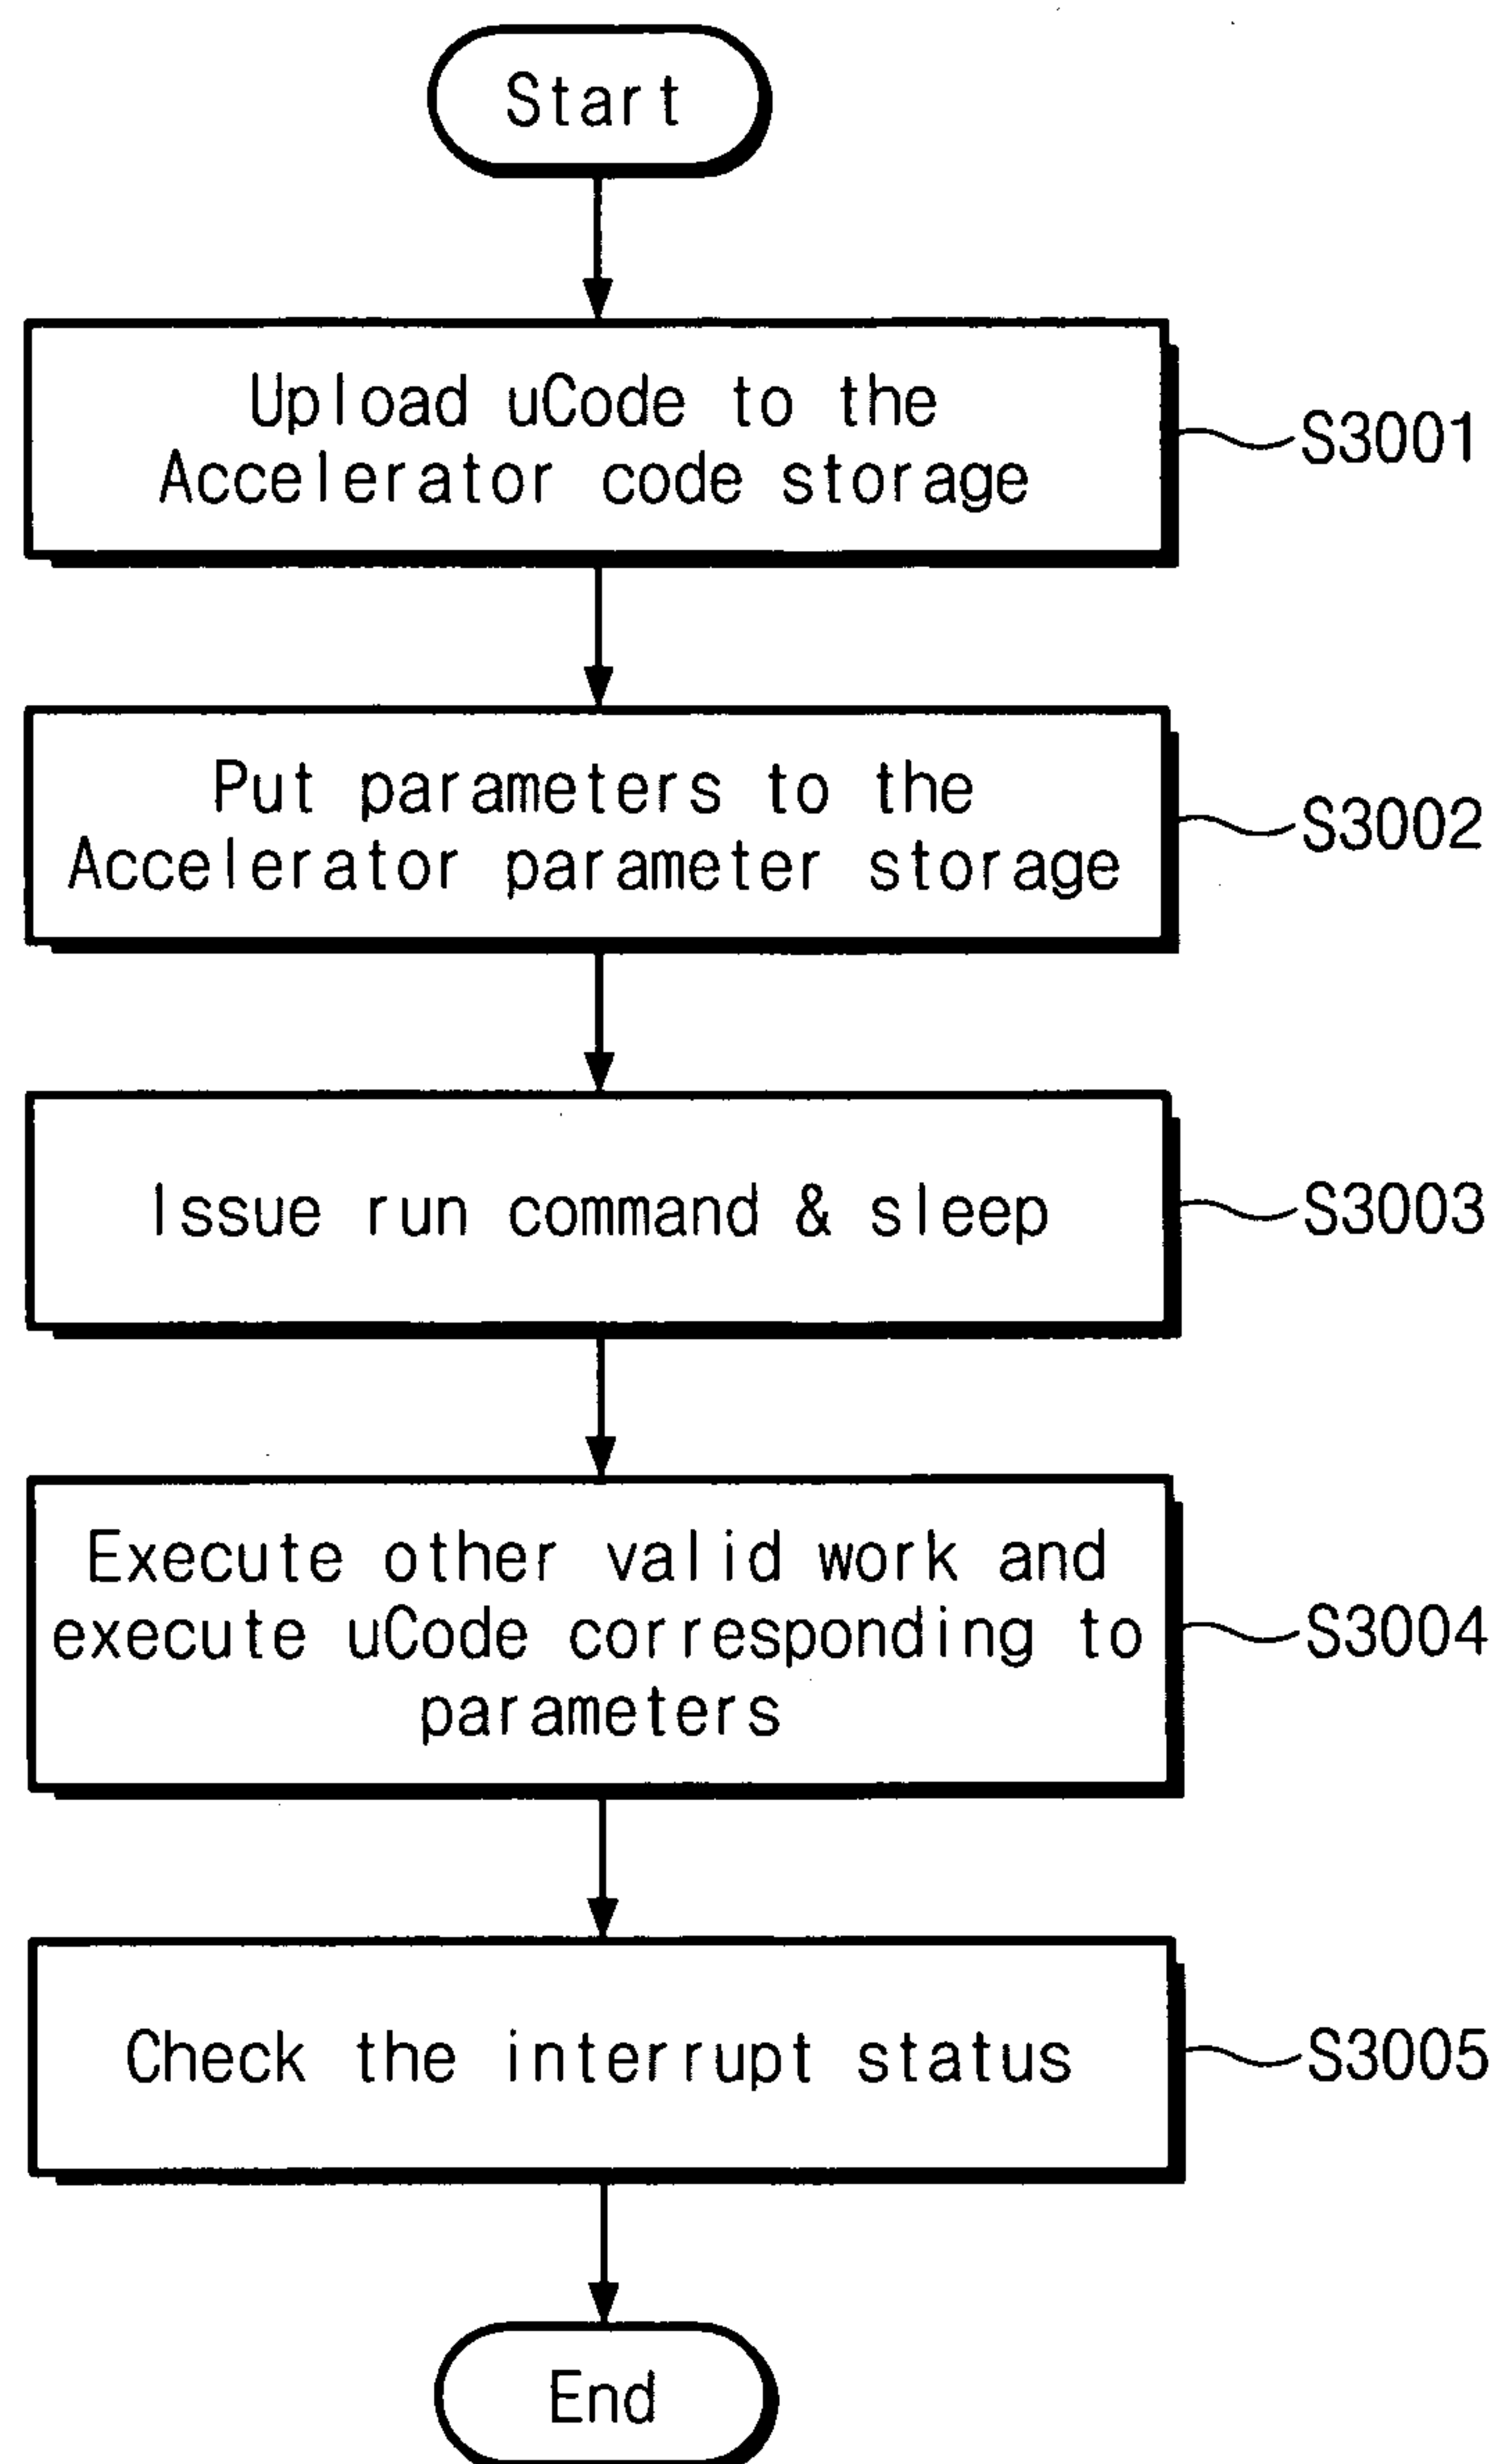 Start
Upload uCode to the
Accelerator code storage
S3001
Put parameters to the
Accelerator parameter storage
S3002
Issue run command & sleep
S3003
Execute other valid work and
execute uCode corresponding to
parameters
S3004
Check the interrupt status
S3005
End